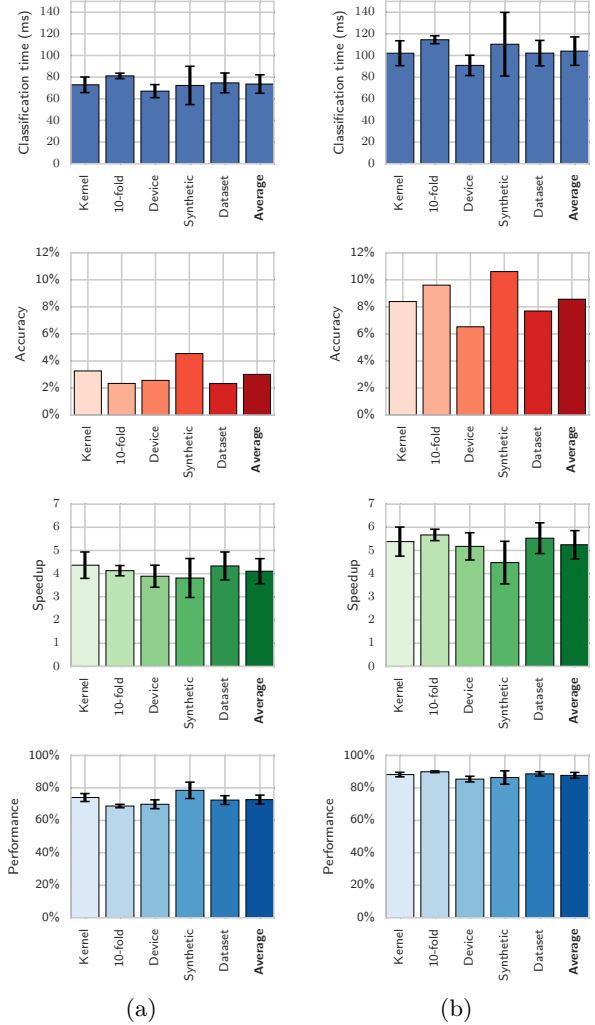 Classification time (ms)
140
120
100
80
60
40
20
0
Kernel
10-fold
Device
Synthetic
Dataset
Average
Classification time (ms)
140
120
100
80
60
40
20
0
Kernel
10-fold
Device
Synthetic
Dataset
Average
Accuracy
12%
10%
8%
6%
4%
2%
0%
Kernel
10-fold
Device
Synthetic
Dataset
Average
Accuracy
12%
10%
8%
6%
4%
2%
0%
Kernel
10-fold
Device
Synthetic
Dataset
Average
Speedup
7
6
5
4
3
2
1
0
Kernel
10-fold
Device
Synthetic
Dataset
Average
Speedup
7
6
5
4
3
2
1
0
Kernel
10-fold
Device
Synthetic
Dataset
Average
Performance
100%
80%
60%
40%
20%
0%
Kernel
10-fold
Device
Synthetic
Dataset
Average
Performance
100%
80%
60%
40%
20%
0%
Kernel
10-fold
Device
Synthetic
Dataset
Average
(a)
(b)